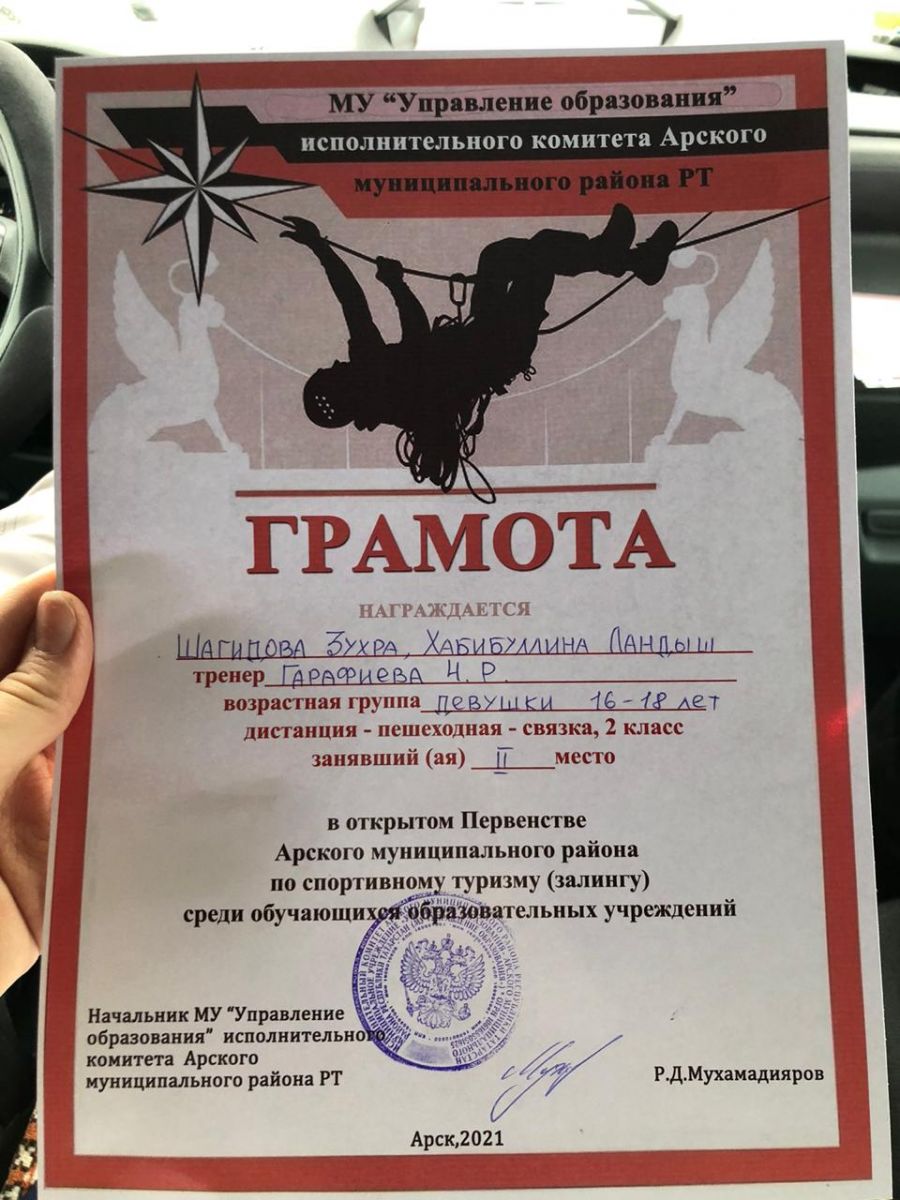 МУ “Управление образования”
исполнительного комитета Арского
муниципального района РТ
ГРАМОТА
НАГРАЖДАЕТСЯ
Шагидова Зухра, Хабибуллина Ландыш
тренер Гарафиева Ч. Р.
возрастная группа девушки 16-18 лет
дистанция - пешеходная - связка, 2 класс
занявший (ая) II место
в открытом Первенстве
Арского муниципального района
по спортивному туризму (залингу)
среди обучающихся образовательных учреждений
Начальник МУ “Управление
образования” исполнительного
комитета Арского
муниципального района РТ
Р.Д.Мухамадияров
Арск,2021